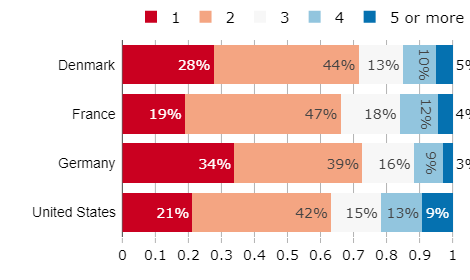 1 2 3 4 5 or more
Denmark 28% 44% 13% 10% 5%
France 19% 47% 18% 12% 4%
Germany 34% 39% 16% 9% 3%
United States 21% 42% 15% 13% 9%
0 0.1 0.2 0.3 0.4 0.5 0.6 0.7 0.8 0.9 1